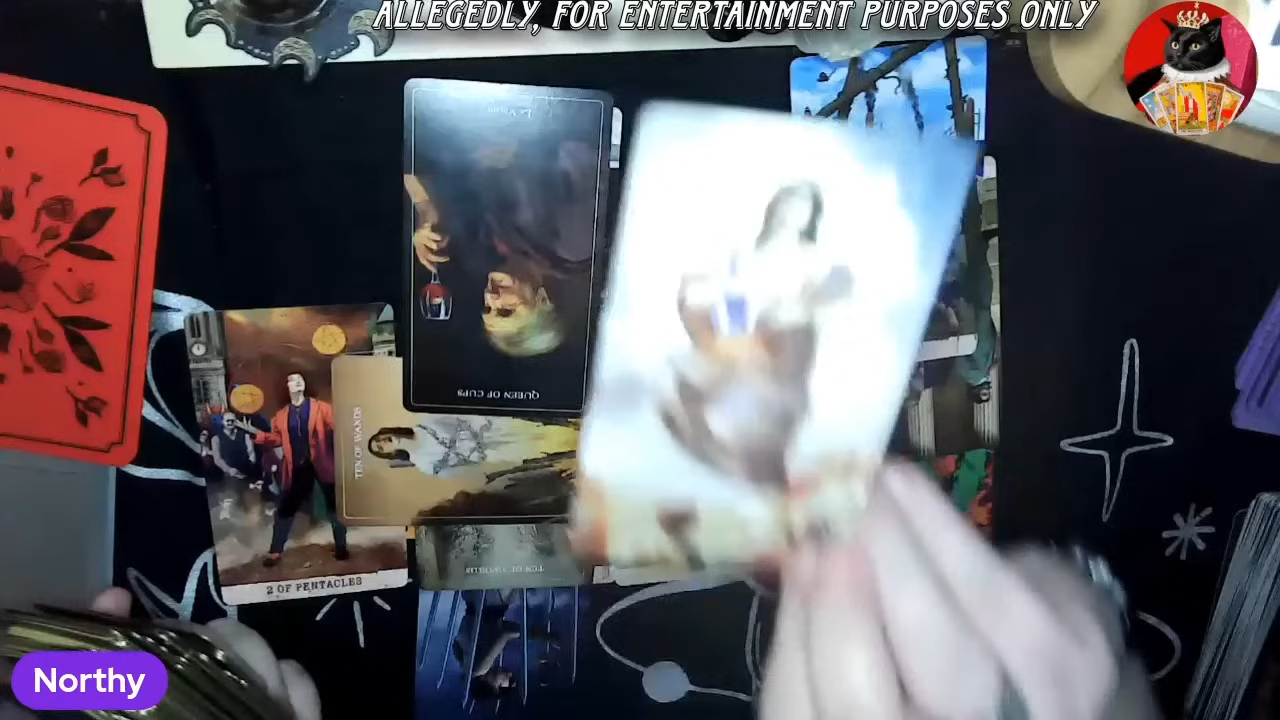 ALLEGEDLY, FOR ENTERTAINMENT PURPOSES ONLY
QUEEN OF CUPS
TEN OF WANDS
2 OF PENTACLES
Northy